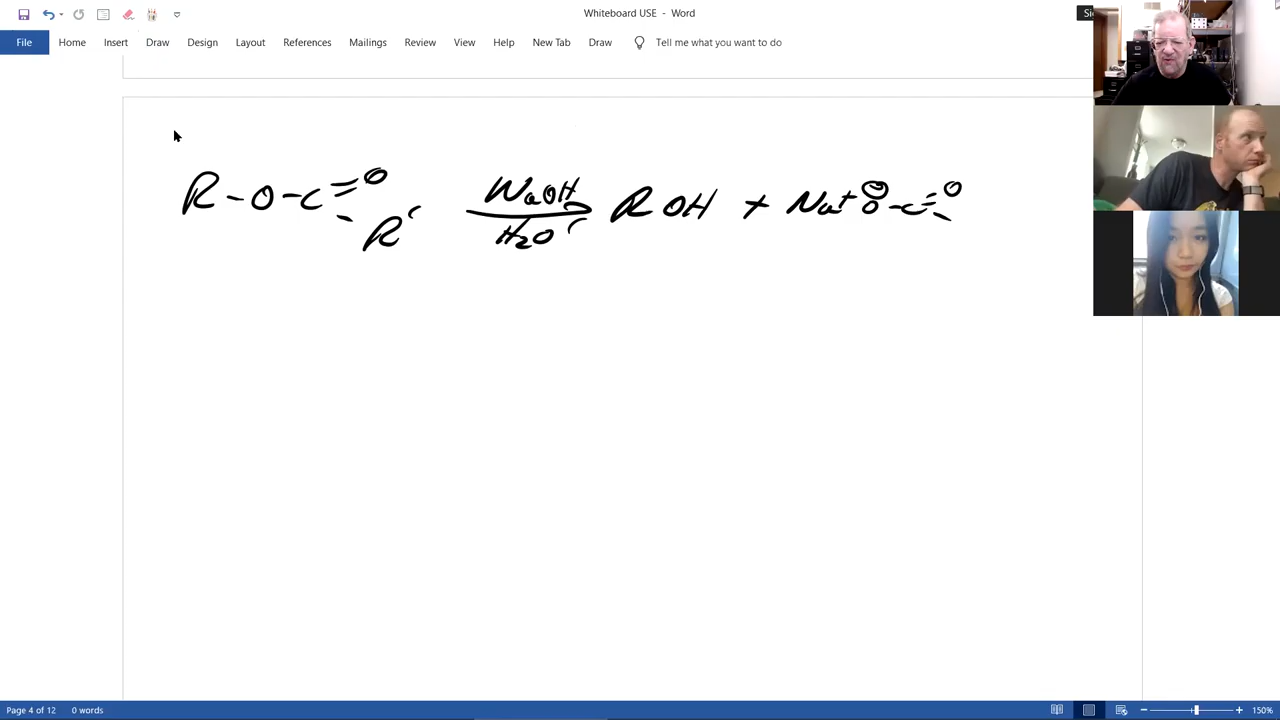 Whiteboard USE - Word
File Home Insert Draw Design Layout References Mailings Review View Help New Tab Draw Tell me what you want to do
R-O-C=O
-R'
NaOH
H2O
ROH + Na+ ⊖O-C=O
-
Page 4 of 12 0 words
150%